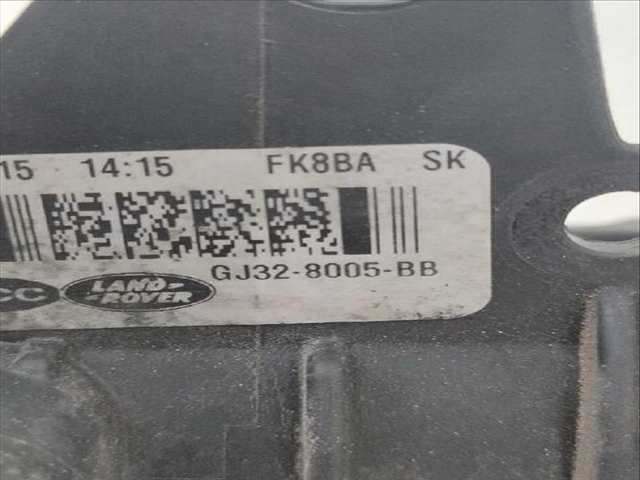 15 14:15 FK8BA SK
GJ32-8005-BB
CC LAND-
-ROVER